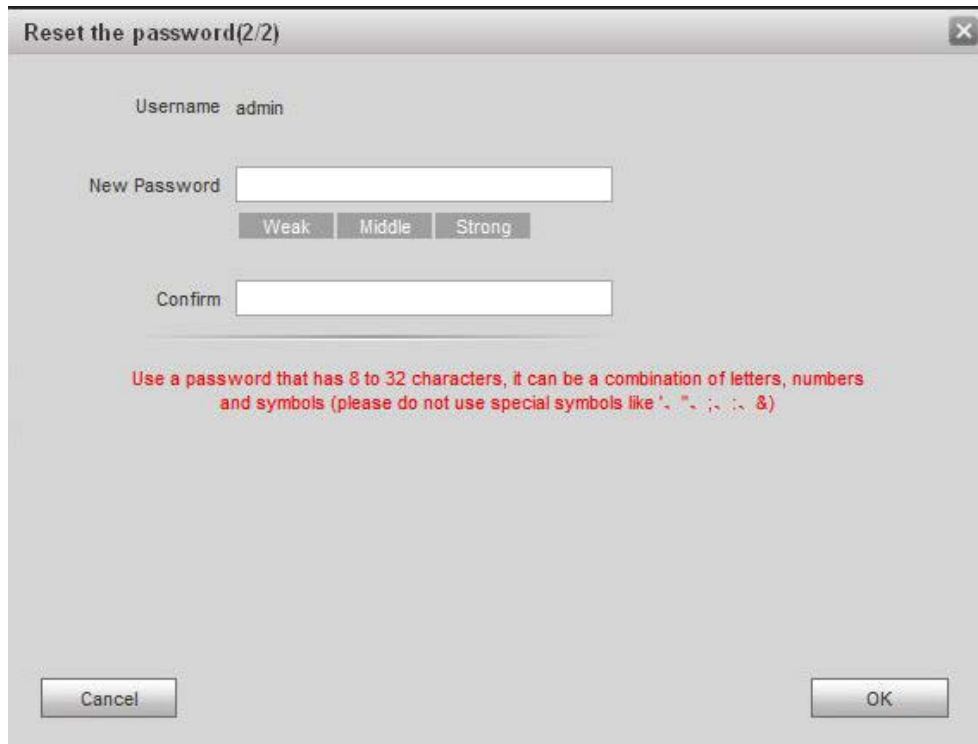 Reset the password(2/2)
Username admin
New Password
Weak Middle Strong
Confirm
Use a password that has 8 to 32 characters, it can be a combination of letters, numbers
and symbols (please do not use special symbols like '、"、;、:、&)
Cancel OK